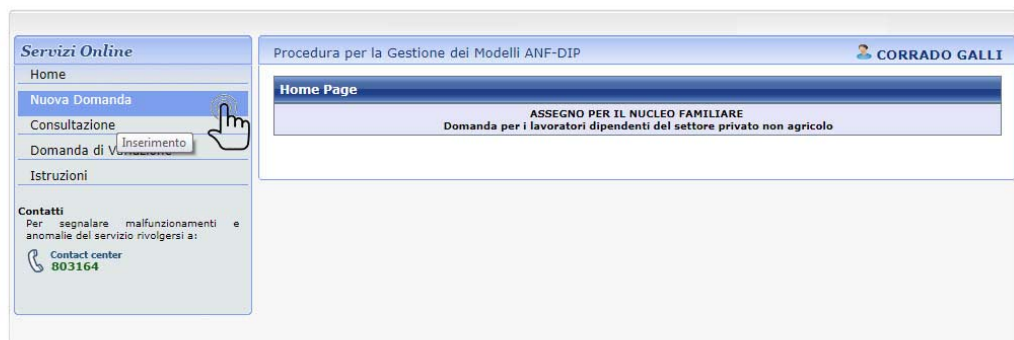 Servizi Online
Home
Nuova Domanda
Consultazione
Inserimento
Domanda di
Istruzioni
Contatti
Per segnalare malfunzionamenti e
anomalie del servizio rivolgersi a:
Contact center
803164
Procedura per la Gestione dei Modelli ANF-DIP
CORRADO GALLI
Home Page
ASSEGNO PER IL NUCLEO FAMILIARE
Domanda per i lavoratori dipendenti del settore privato non agricolo